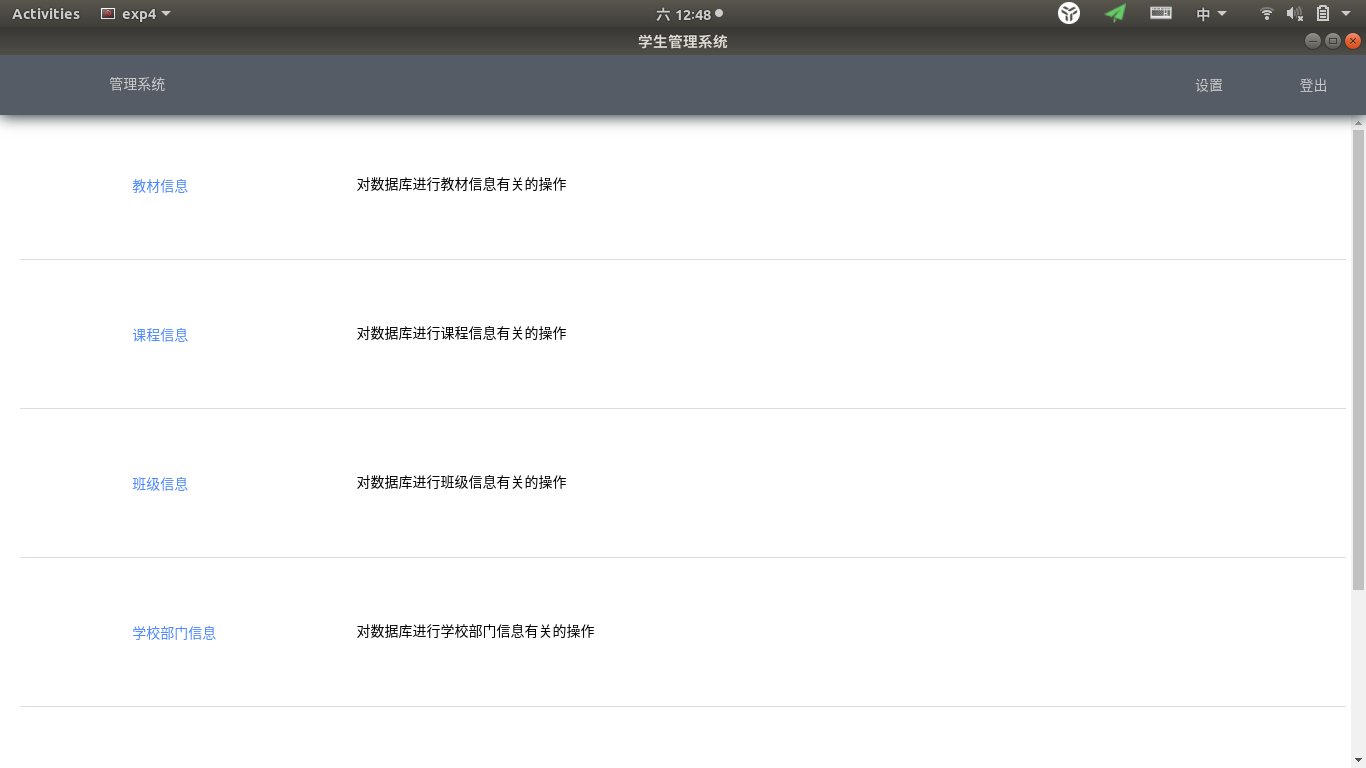 Activities exp4 六 12:48 中
学生管理系统
管理系统 设置 登出
教材信息 对数据库进行教材信息有关的操作
课程信息 对数据库进行课程信息有关的操作
班级信息 对数据库进行班级信息有关的操作
学校部门信息 对数据库进行学校部门信息有关的操作